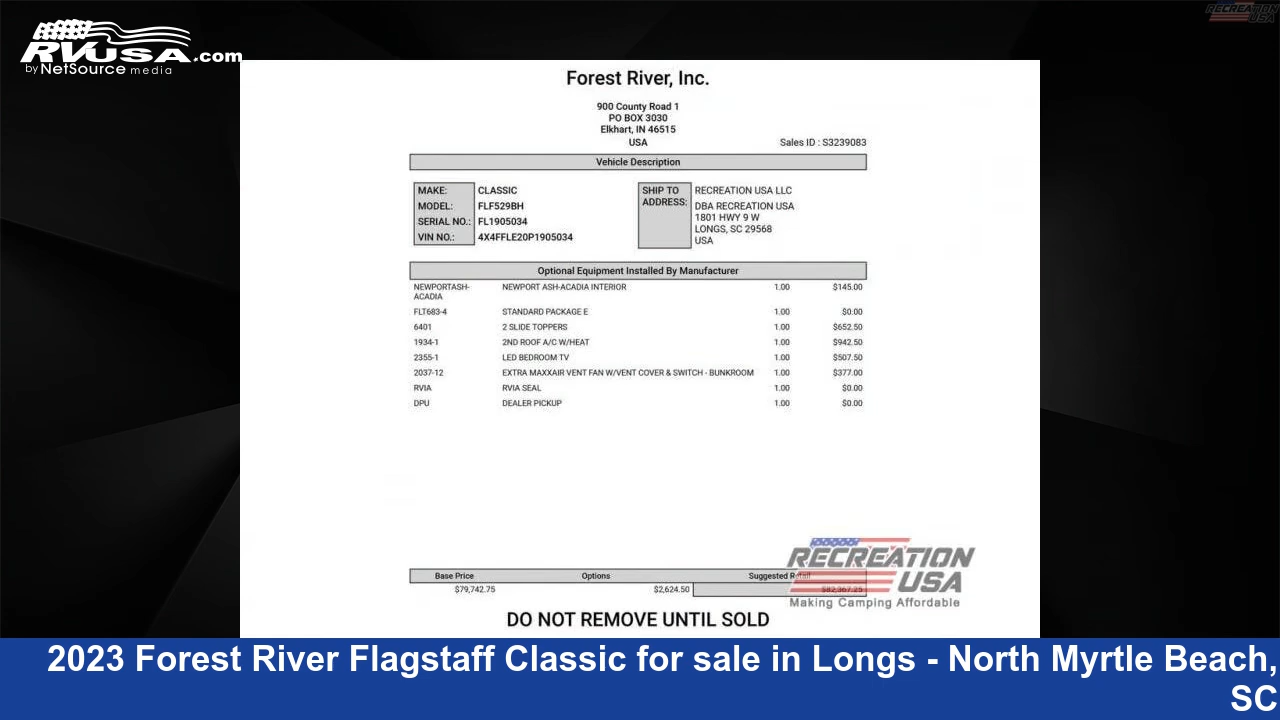 RVUSA.com
by NetSource media
RECREATION
USA
Forest River, Inc.
900 County Road 1
PO BOX 3030
Elkhart, IN 46515
USA
Sales ID : S3239083
Vehicle Description
MAKE: CLASSIC
MODEL: FLF529BH
SERIAL NO.: FL1905034
VIN NO.: 4X4FFLE20P1905034
SHIP TO RECREATION USA LLC
ADDRESS: DBA RECREATION USA
1801 HWY 9 W
LONGS, SC 29568
USA
Optional Equipment Installed By Manufacturer
NEWPORTASH- NEWPORT ASH-ACADIA INTERIOR 1.00 $145.00
ACADIA
FLT683-4 STANDARD PACKAGE E 1.00 $0.00
6401 2 SLIDE TOPPERS 1.00 $652.50
1934-1 2ND ROOF A/C W/HEAT 1.00 $942.50
2355-1 LED BEDROOM TV 1.00 $507.50
2037-12 EXTRA MAXXAIR VENT FAN W/VENT COVER & SWITCH - BUNKROOM 1.00 $377.00
RVIA RVIA SEAL 1.00 $0.00
DPU DEALER PICKUP 1.00 $0.00
Base Price Options Suggested Retail
$79,742.75 $2,624.50 $82,367.25
RECREATION
USA
Making Camping Affordable
DO NOT REMOVE UNTIL SOLD
2023 Forest River Flagstaff Classic for sale in Longs - North Myrtle Beach,
SC